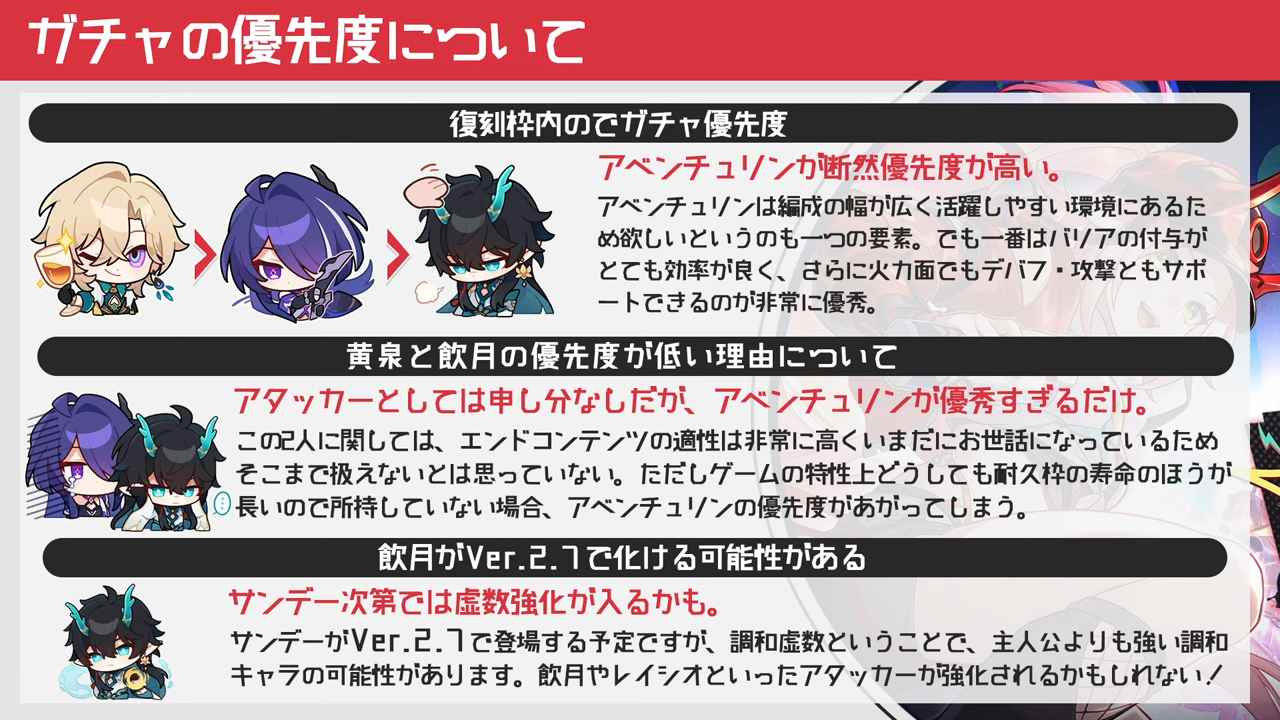 ガチャの優先度について
復刻枠内のでガチャ優先度
アベンチュリンが断然優先度が高い。
アベンチュリンは編成の幅が広く活躍しやすい環境にあるた
め欲しいというのも一つの要素。でも一番はバリアの付与が
とても効率が良く、さらに火力面でもデバフ・攻撃ともサポ
ートできるのが非常に優秀。
黄泉と飲月の優先度が低い理由について
アタッカーとしては申し分なしだが、アベンチュリンが優秀すぎるだけ。
この2人に関しては、エンドコンテンツの適性は非常に高くいまだにお世話になっているため
そこまで扱えないとは思っていない。ただしゲームの特性上どうしても耐久枠の寿命のほうが
長いので所持していない場合、アベンチュリンの優先度があがってしまう。
飲月がVer.2.7で化ける可能性がある
サンデー次第では虚数強化が入るかも。
サンデーがVer.2.7で登場する予定ですが、調和虚数ということで、主人公よりも強い調和
キャラの可能性があります。飲月やレイシオといったアタッカーが強化されるかもしれない！